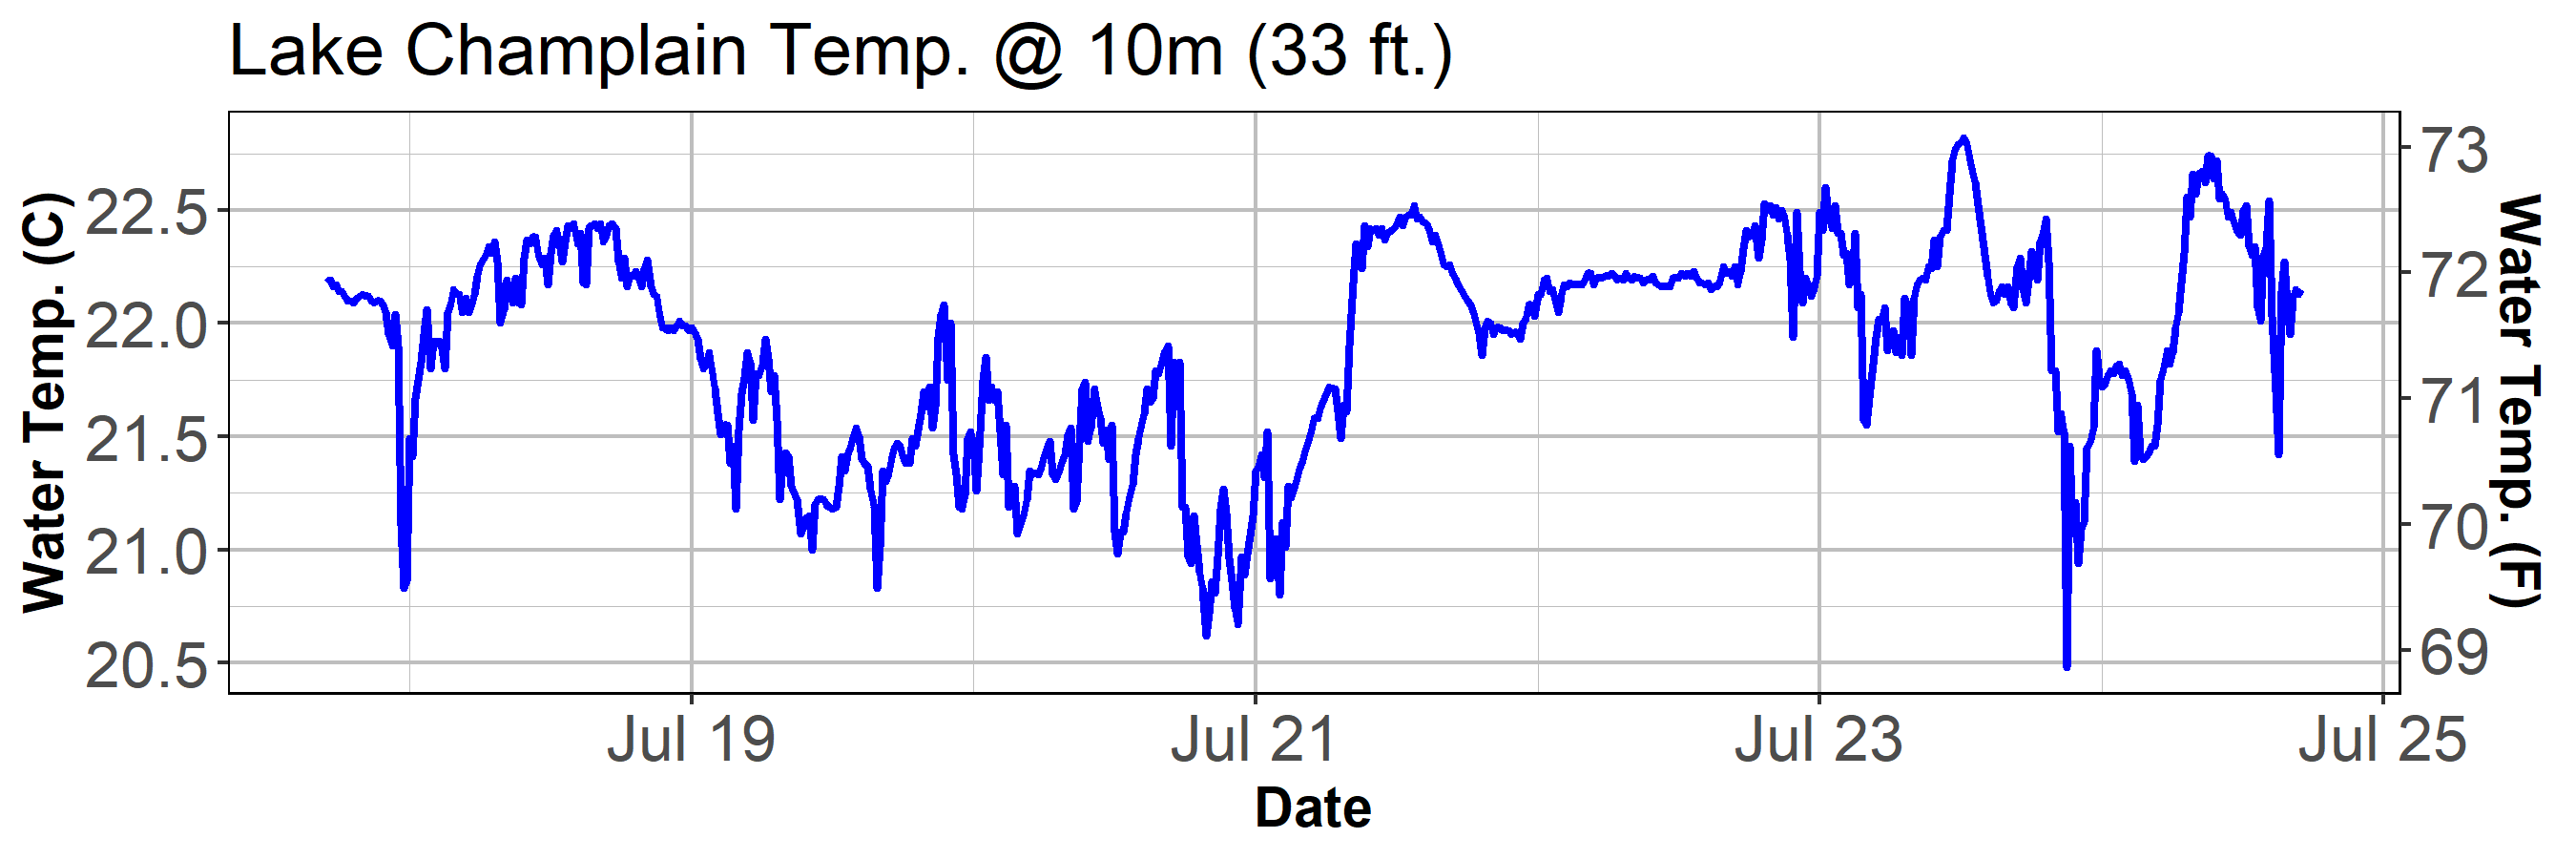 Lake Champlain Temp. @ 10m (33 ft.)
Water Temp. (C)
22.5
22.0
21.5
21.0
20.5
73
72
71
70
69
Water Temp. (F)
Jul 19 Jul 21 Jul 23 Jul 25
Date